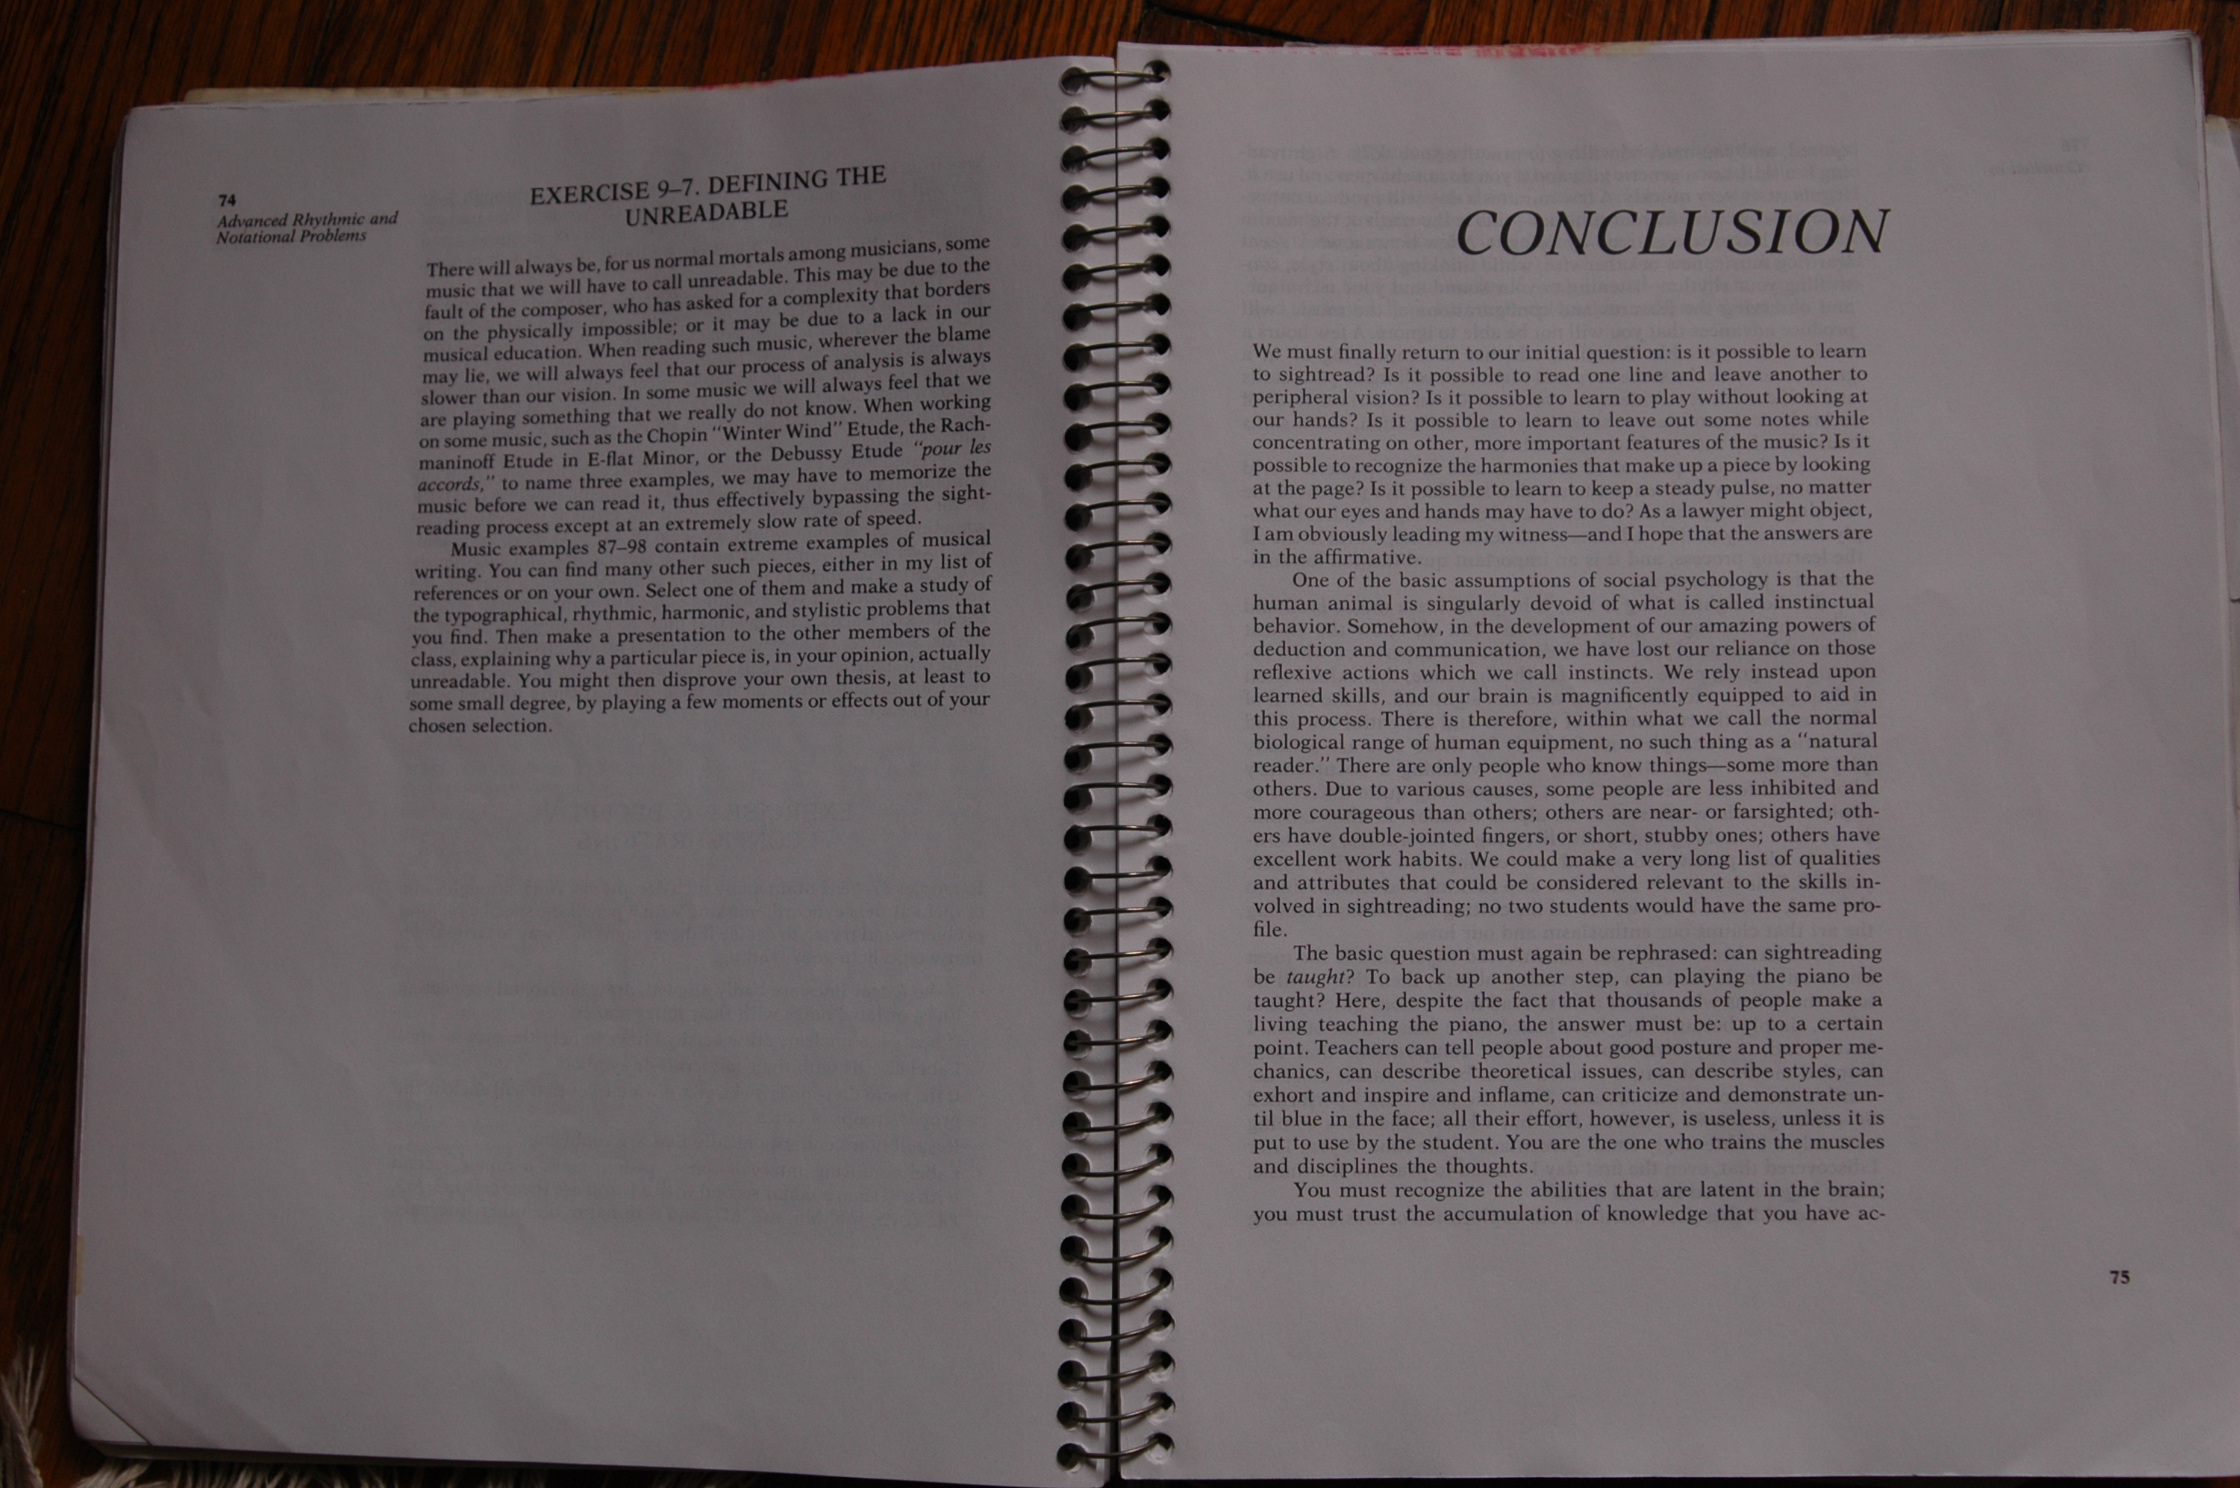 74
Advanced Rhythmic and
Notational Problems
EXERCISE 9–7. DEFINING THE
UNREADABLE
There will always be, for us normal mortals among musicians, some
music that we will have to call unreadable. This may be due to the
fault of the composer, who has asked for a complexity that borders
on the physically impossible; or it may be due to a lack in our
musical education. When reading such music, wherever the blame
may lie, we will always feel that our process of analysis is always
slower than our vision. In some music we will always feel that we
are playing something that we really do not know. When working
on some music, such as the Chopin “Winter Wind” Etude, the Rach-
maninoff Etude in E-flat Minor, or the Debussy Etude “pour les
accords,” to name three examples, we may have to memorize the
music before we can read it, thus effectively bypassing the sight-
reading process except at an extremely slow rate of speed.
Music examples 87–98 contain extreme examples of musical
writing. You can find many other such pieces, either in my list of
references or on your own. Select one of them and make a study of
the typographical, rhythmic, harmonic, and stylistic problems that
you find. Then make a presentation to the other members of the
class, explaining why a particular piece is, in your opinion, actually
unreadable. You might then disprove your own thesis, at least to
some small degree, by playing a few moments or effects out of your
chosen selection.
CONCLUSION
We must finally return to our initial question: is it possible to learn
to sightread? Is it possible to read one line and leave another to
peripheral vision? Is it possible to learn to play without looking at
our hands? Is it possible to learn to leave out some notes while
concentrating on other, more important features of the music? Is it
possible to recognize the harmonies that make up a piece by looking
at the page? Is it possible to learn to keep a steady pulse, no matter
what our eyes and hands may have to do? As a lawyer might object,
I am obviously leading my witness—and I hope that the answers are
in the affirmative.
One of the basic assumptions of social psychology is that the
human animal is singularly devoid of what is called instinctual
behavior. Somehow, in the development of our amazing powers of
deduction and communication, we have lost our reliance on those
reflexive actions which we call instincts. We rely instead upon
learned skills, and our brain is magnificently equipped to aid in
this process. There is therefore, within what we call the normal
biological range of human equipment, no such thing as a “natural
reader.” There are only people who know things—some more than
others. Due to various causes, some people are less inhibited and
more courageous than others; others are near- or farsighted; oth-
ers have double-jointed fingers, or short, stubby ones; others have
excellent work habits. We could make a very long list of qualities
and attributes that could be considered relevant to the skills in-
volved in sightreading; no two students would have the same pro-
file.
The basic question must again be rephrased: can sightreading
be taught? To back up another step, can playing the piano be
taught? Here, despite the fact that thousands of people make a
living teaching the piano, the answer must be: up to a certain
point. Teachers can tell people about good posture and proper me-
chanics, can describe theoretical issues, can describe styles, can
exhort and inspire and inflame, can criticize and demonstrate un-
til blue in the face; all their effort, however, is useless, unless it is
put to use by the student. You are the one who trains the muscles
and disciplines the thoughts.
You must recognize the abilities that are latent in the brain;
you must trust the accumulation of knowledge that you have ac-
75